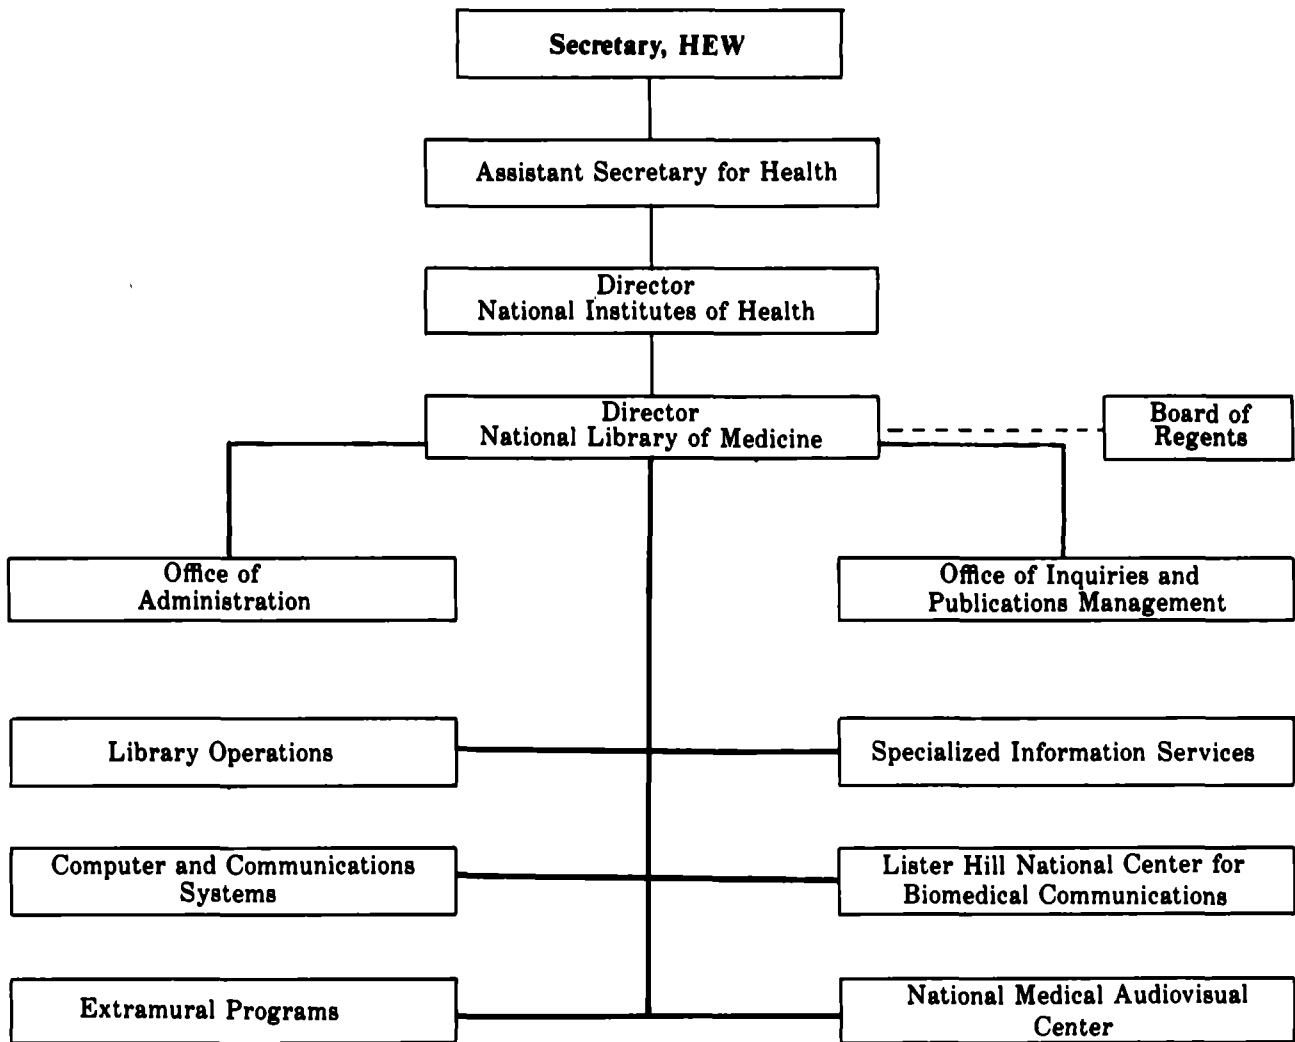 Secretary, HEW
Assistant Secretary for Health
Director
National Institutes of Health
Director
National Library of Medicine
Board of
Regents
Office of
Administration
Office of Inquiries and
Publications Management
Library Operations
Specialized Information Services
Computer and Communications
Systems
Lister Hill National Center for
Biomedical Communications
Extramural Programs
National Medical Audiovisual
Center